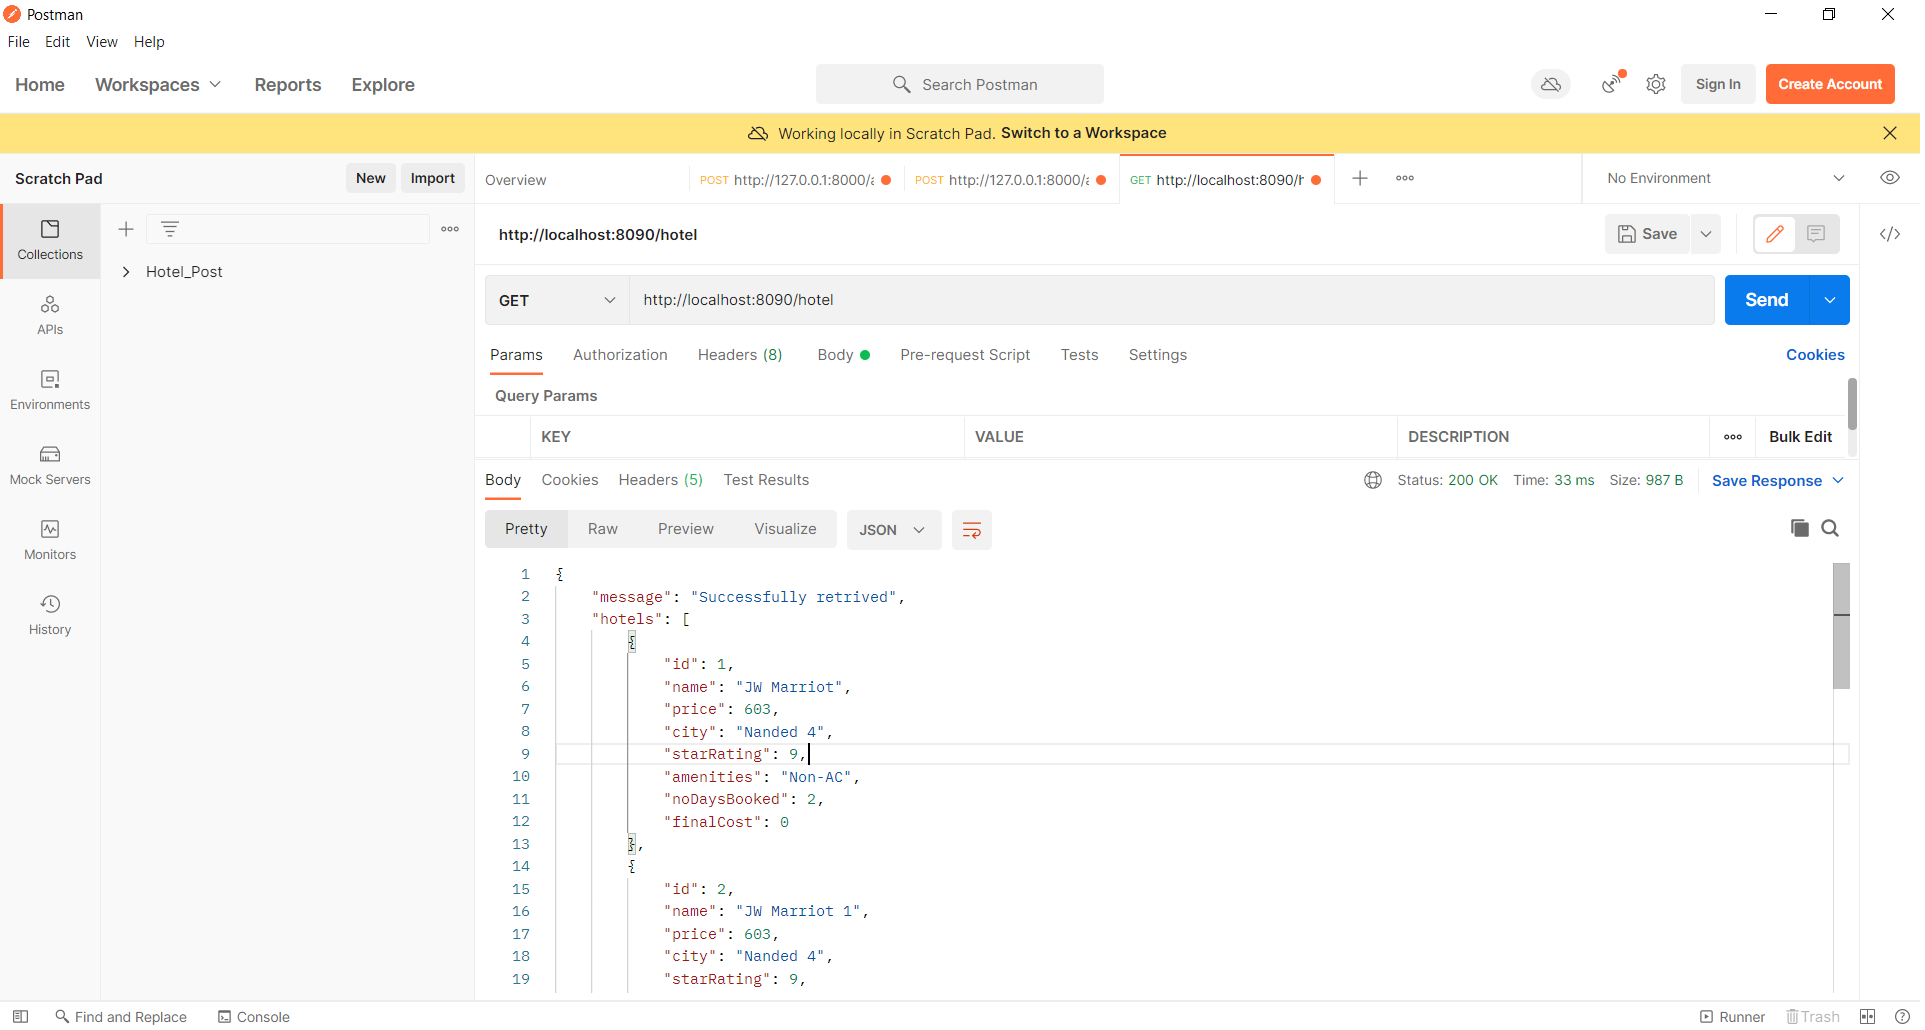 Postman
File Edit View Help
Home Workspaces Reports Explore Search Postman Sign In Create Account
Working locally in Scratch Pad. Switch to a Workspace
Scratch Pad New Import Overview POST http://127.0.0.1:8000/ POST http://127.0.0.1:8000/ GET http://localhost:8090/h No Environment
Collections
Hotel_Post
APIs
Environments
Mock Servers
Monitors
History
http://localhost:8090/hotel Save
GET http://localhost:8090/hotel Send
Params Authorization Headers (8) Body Pre-request Script Tests Settings Cookies
Query Params
KEY VALUE DESCRIPTION Bulk Edit
Body Cookies Headers (5) Test Results Status: 200 OK Time: 33 ms Size: 987 B Save Response
Pretty Raw Preview Visualize JSON
1 {
2 "message": "Successfully retrived",
3 "hotels": [
4 {
5 "id": 1,
6 "name": "JW Marriot",
7 "price": 603,
8 "city": "Nanded 4",
9 "starRating": 9,
10 "amenities": "Non-AC",
11 "noDaysBooked": 2,
12 "finalCost": 0
13 },
14 {
15 "id": 2,
16 "name": "JW Marriot 1",
17 "price": 603,
18 "city": "Nanded 4",
19 "starRating": 9,
Find and Replace Console Runner Trash